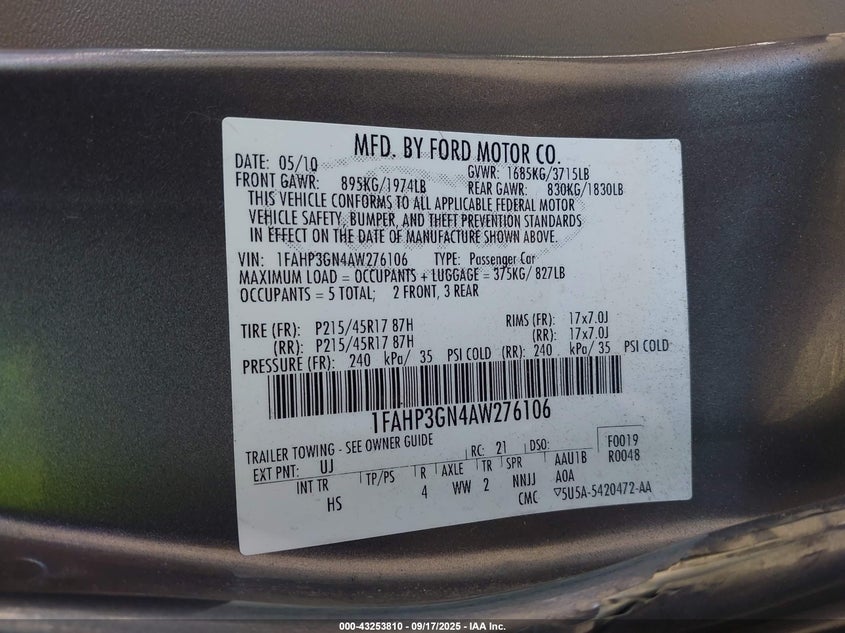 MFD. BY FORD MOTOR CO.
DATE: 05/10 GVWR: 1685KG/3715LB
FRONT GAWR: 895KG/1974LB REAR GAWR: 830KG/1830LB
THIS VEHICLE CONFORMS TO ALL APPLICABLE FEDERAL MOTOR
VEHICLE SAFETY, BUMPER, AND THEFT PREVENTION STANDARDS
IN EFFECT ON THE DATE OF MANUFACTURE SHOWN ABOVE.
VIN: 1FAHP3GN4AW276106 TYPE: Passenger Car
MAXIMUM LOAD = OCCUPANTS + LUGGAGE = 375KG/ 827LB
OCCUPANTS = 5 TOTAL; 2 FRONT, 3 REAR
TIRE (FR): P215/45R17 87H RIMS (FR): 17x7.0J
(RR): P215/45R17 87H (RR): 17x7.0J
PRESSURE (FR): 240 kPa/ 35 PSI COLD (RR): 240 kPa/ 35 PSI COLD
1FAHP3GN4AW276106
TRAILER TOWING - SEE OWNER GUIDE
EXT PNT: UJ RC: 21 DSO: F0019
INT TR TP/PS R AXLE TR SPR AAU1B R0048
HS 4 WW 2 NNJJ A0A
CMC ▽5U5A-5420472-AA
000-43253810 - 09/17/2025 - IAA Inc.